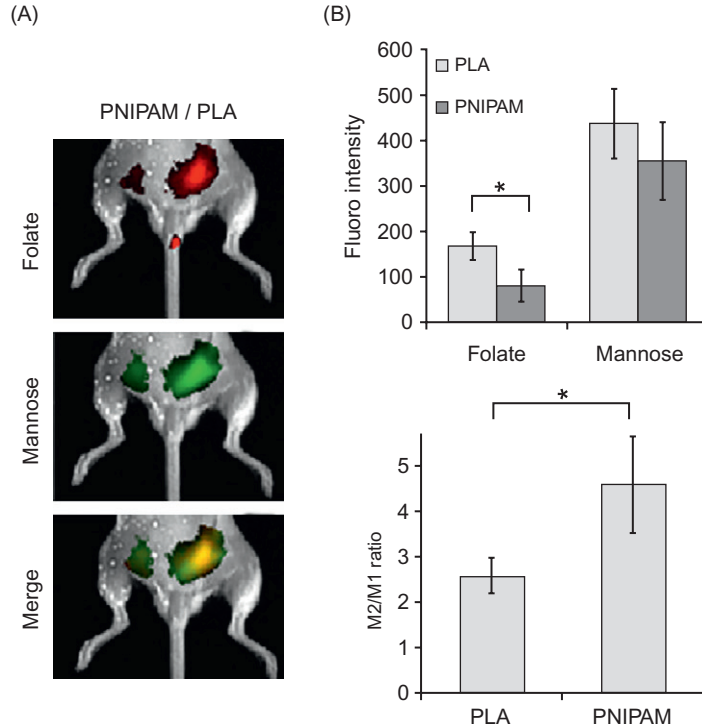 (A)
PNIPAM / PLA
Folate
Mannose
Merge
(B)
Fluoro intensity
600
500
400
300
200
100
0
PLA
PNIPAM
*
Folate
Mannose
M2/M1 ratio
5
4
3
2
1
0
*
PLA
PNIPAM